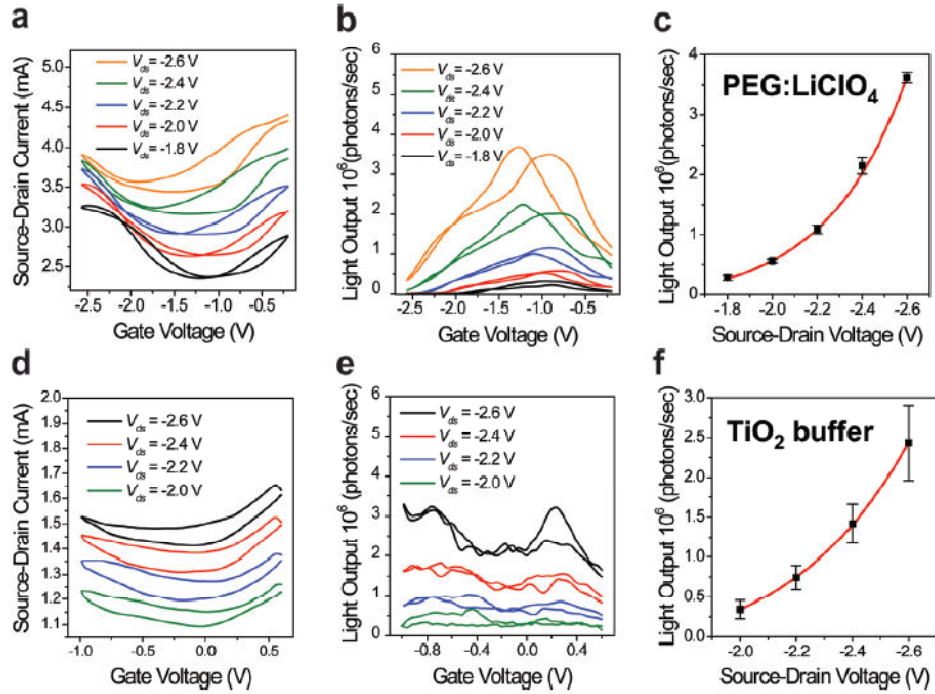 a
Source-Drain Current (mA)
5.0
4.5
4.0
3.5
3.0
2.5
V_ds = -2.6 V
V_ds = -2.4 V
V_ds = -2.2 V
V_ds = -2.0 V
V_ds = -1.8 V
-2.5 -2.0 -1.5 -1.0 -0.5
Gate Voltage (V)
b
Light Output 10⁶(photons/sec)
6
5
4
3
2
1
0
V_ds = -2.6 V
V_ds = -2.4 V
V_ds = -2.2 V
V_ds = -2.0 V
V_ds = -1.8 V
-2.5 -2.0 -1.5 -1.0 -0.5
Gate Voltage (V)
c
Light Output 10⁶(photons/sec)
4
3
2
1
0
PEG:LiClO₄
-1.8 -2.0 -2.2 -2.4 -2.6
Source-Drain Voltage (V)
d
Source-Drain Current (mA)
2.0
1.9
1.8
1.6
1.5
1.4
1.3
1.2
1.1
V_ds = -2.6 V
V_ds = -2.4 V
V_ds = -2.2 V
V_ds = -2.0 V
-1.0 -0.5 0.0 0.5
Gate Voltage (V)
e
Light Output 10⁶ (photons/sec)
6
5
4
3
2
1
0
V_ds = -2.6 V
V_ds = -2.4 V
V_ds = -2.2 V
V_ds = -2.0 V
-0.8 -0.4 0.0 0.4
Gate Voltage (V)
f
Light Output 10⁶ (photons/sec)
3.0
2.5
2.0
1.5
1.0
0.5
0
TiO₂ buffer
-2.0 -2.2 -2.4 -2.6
Source-Drain Voltage (V)